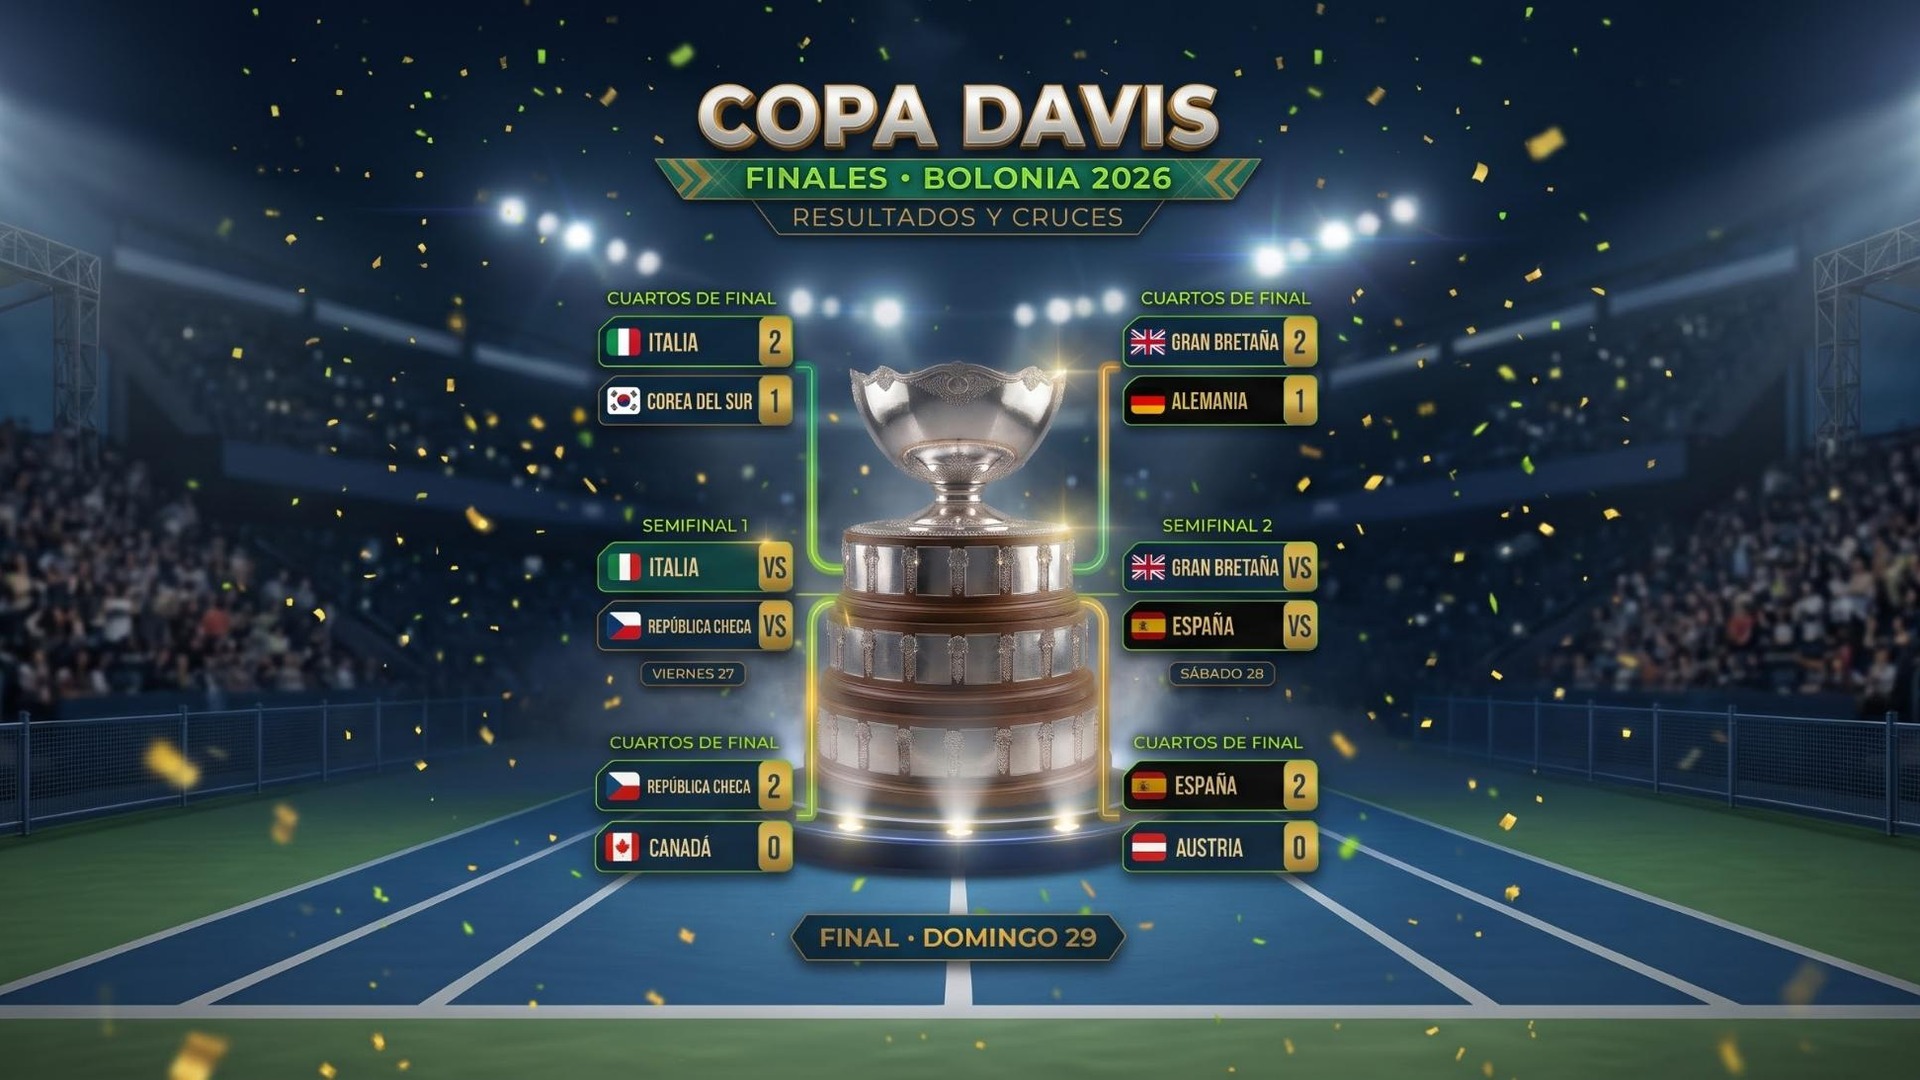 COPA DAVIS
FINALES • BOLONIA 2026
RESULTADOS Y CRUCES
CUARTOS DE FINAL
ITALIA 2
COREA DEL SUR 1
SEMIFINAL 1
ITALIA VS
REPÚBLICA CHECA VS
VIERNES 27
CUARTOS DE FINAL
REPÚBLICA CHECA 2
CANADÁ 0
CUARTOS DE FINAL
GRAN BRETAÑA 2
ALEMANIA 1
SEMIFINAL 2
GRAN BRETAÑA VS
ESPAÑA VS
SÁBADO 28
CUARTOS DE FINAL
ESPAÑA 2
AUSTRIA 0
FINAL • DOMINGO 29